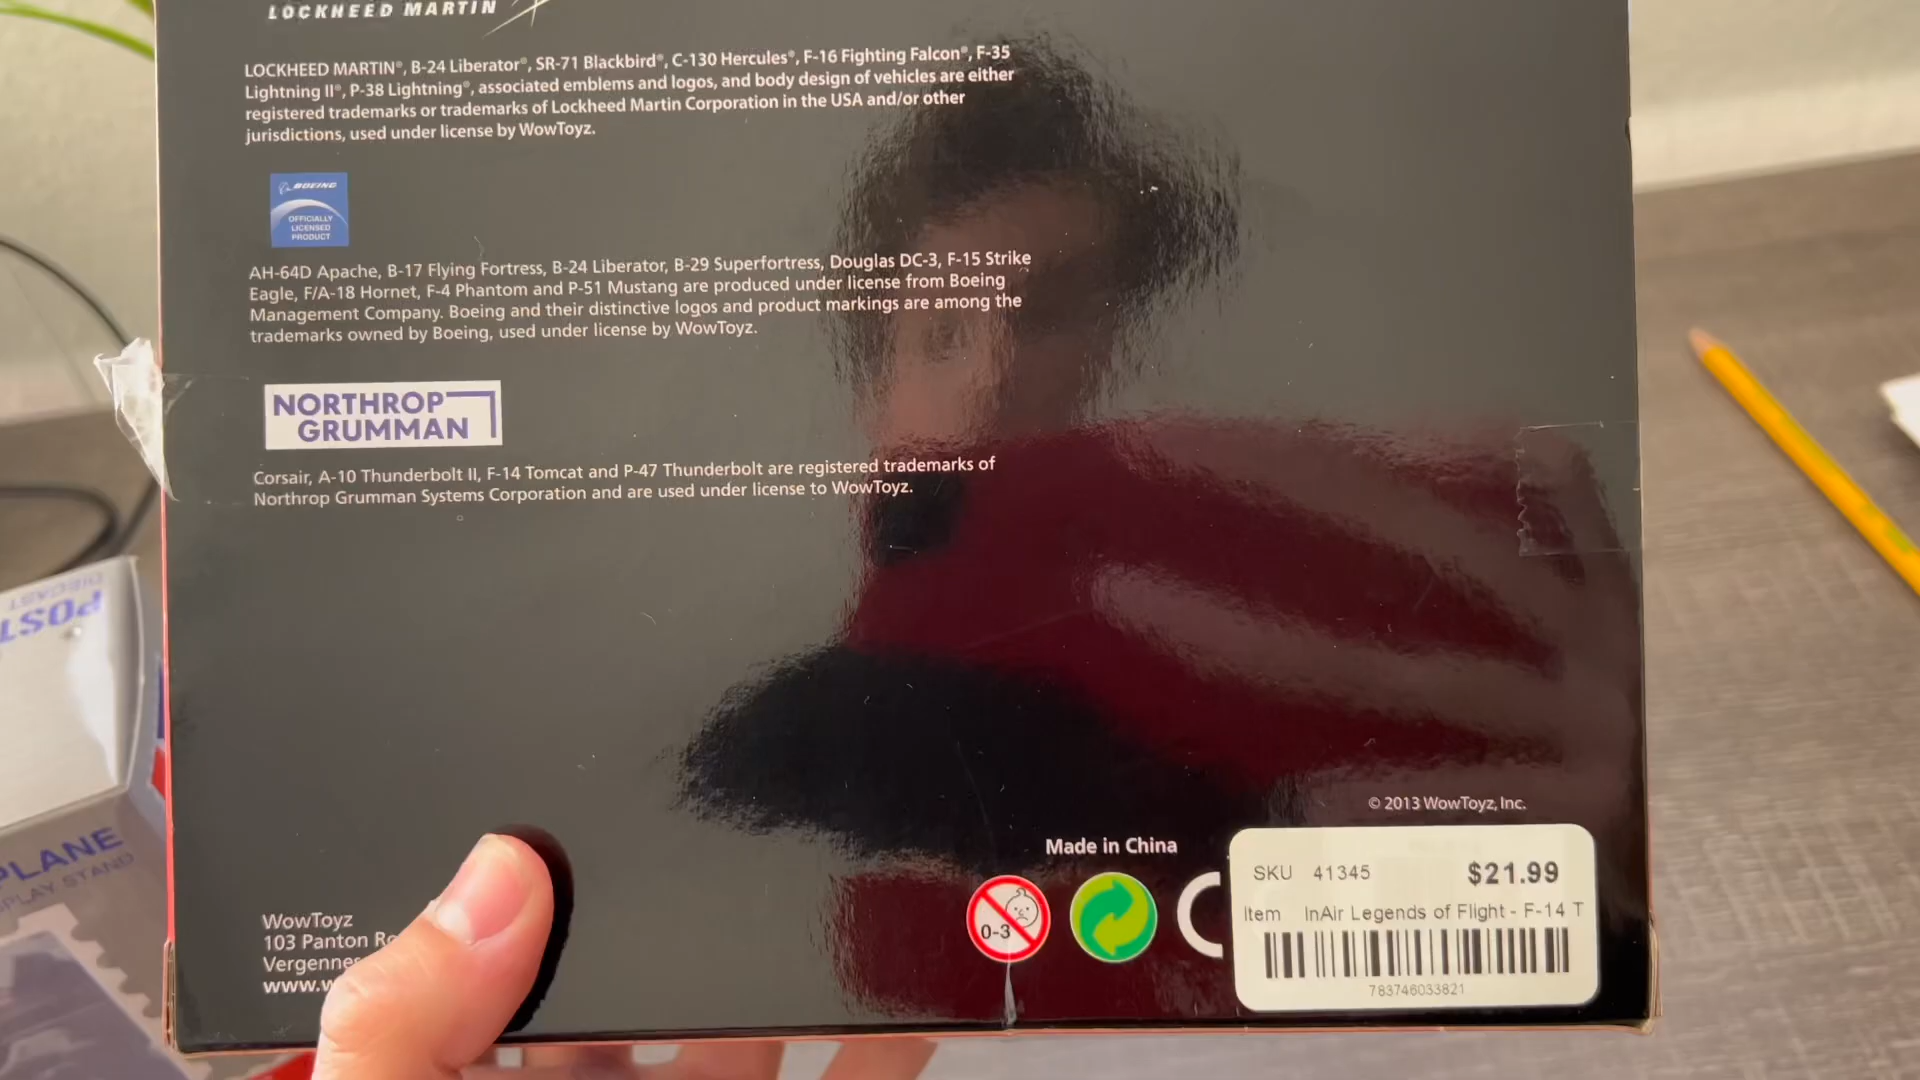 LOCKHEED MARTIN
LOCKHEED MARTIN®, B-24 Liberator®, SR-71 Blackbird®, C-130 Hercules®, F-16 Fighting Falcon®, F-35
Lightning II®, P-38 Lightning®, associated emblems and logos, and body design of vehicles are either
registered trademarks or trademarks of Lockheed Martin Corporation in the USA and/or other
jurisdictions, used under license by WowToyz.
BOEING
OFFICIALLY
LICENSED
PRODUCT
AH-64D Apache, B-17 Flying Fortress, B-24 Liberator, B-29 Superfortress, Douglas DC-3, F-15 Strike
Eagle, F/A-18 Hornet, F-4 Phantom and P-51 Mustang are produced under license from Boeing
Management Company. Boeing and their distinctive logos and product markings are among the
trademarks owned by Boeing, used under license by WowToyz.
NORTHROP
GRUMMAN
Corsair, A-10 Thunderbolt II, F-14 Tomcat and P-47 Thunderbolt are registered trademarks of
Northrop Grumman Systems Corporation and are used under license to WowToyz.
DIECAST
POST
PLANE
PLAY STAND
© 2013 WowToyz, Inc.
Made in China
0-3
SKU 41345 $21.99
Item InAir Legends of Flight - F-14 T
783746033821
WowToyz
103 Panton
Vergennes
www.